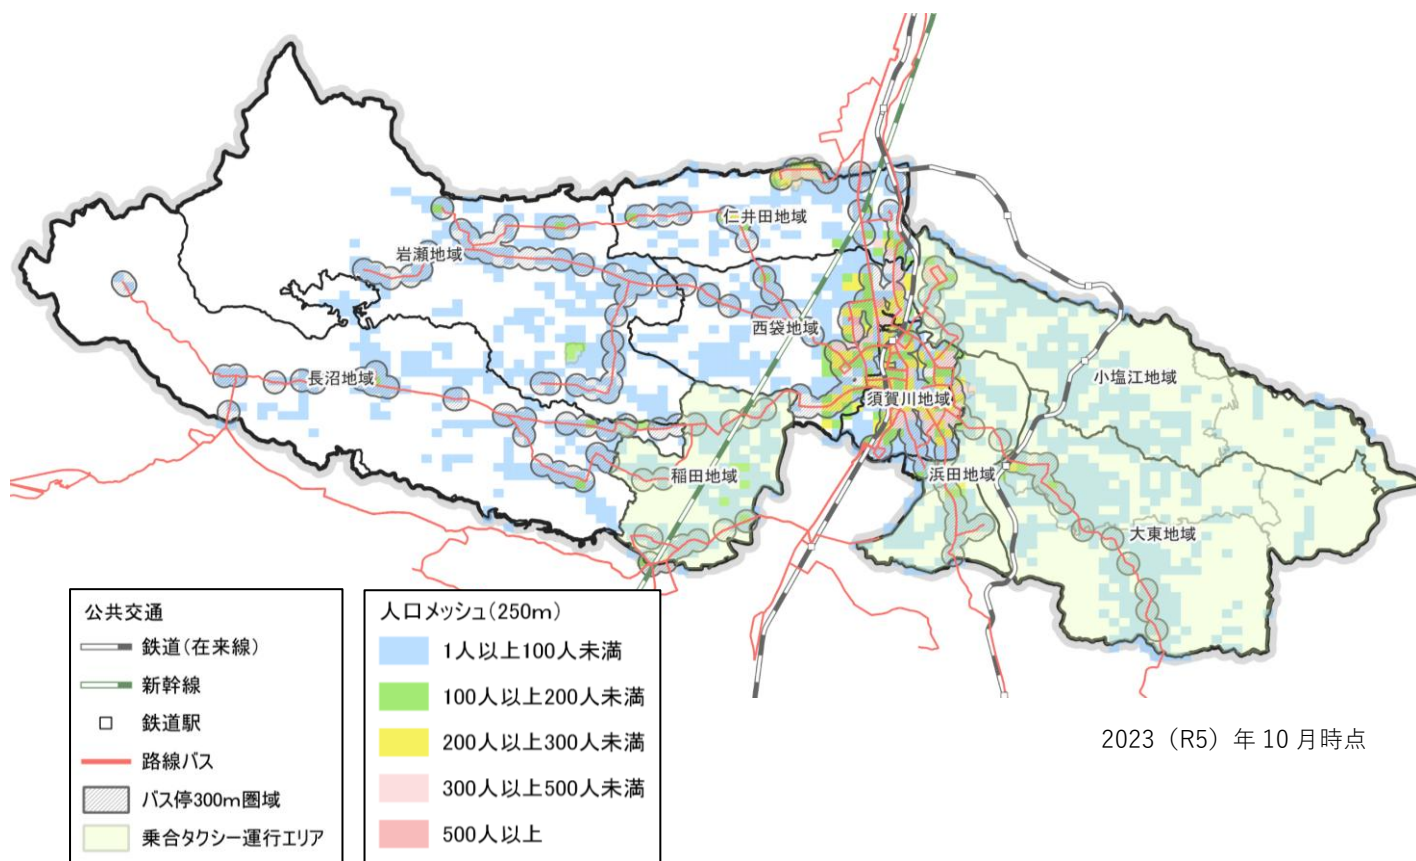 仁井田地域
岩瀬地域
西袋地域
長沼地域
須賀川地域
小塩江地域
稲田地域
浜田地域
大東地域
公共交通
鉄道(在来線)
新幹線
鉄道駅
路線バス
バス停300m圏域
乗合タクシー運行エリア
人口メッシュ(250m)
1人以上100人未満
100人以上200人未満
200人以上300人未満
300人以上500人未満
500人以上
2023(R5)年10月時点